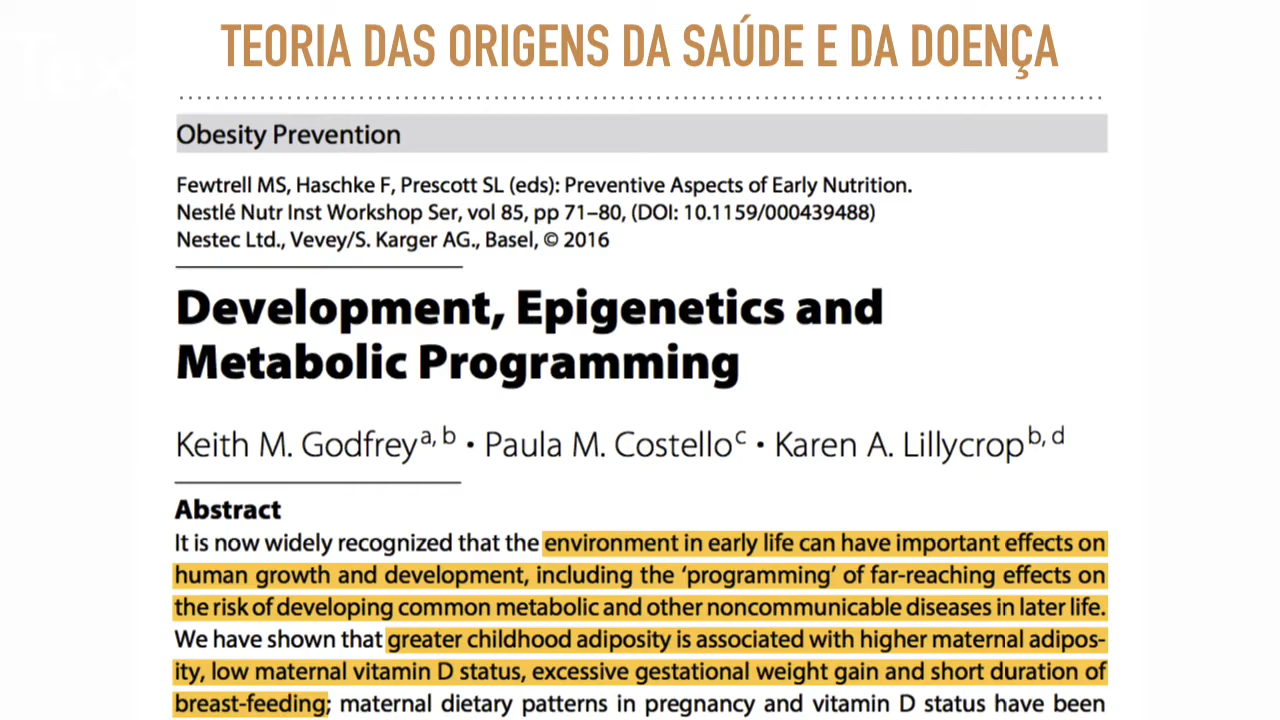 TEORIA DAS ORIGENS DA SAÚDE E DA DOENÇA
Obesity Prevention
Fewtrell MS, Haschke F, Prescott SL (eds): Preventive Aspects of Early Nutrition.
Nestlé Nutr Inst Workshop Ser, vol 85, pp 71–80, (DOI: 10.1159/000439488)
Nestec Ltd., Vevey/S. Karger AG., Basel, © 2016
Development, Epigenetics and
Metabolic Programming
Keith M. Godfrey a, b • Paula M. Costello c • Karen A. Lillycrop b, d
Abstract
It is now widely recognized that the environment in early life can have important effects on
human growth and development, including the ‘programming’ of far-reaching effects on
the risk of developing common metabolic and other noncommunicable diseases in later life.
We have shown that greater childhood adiposity is associated with higher maternal adipos-
ity, low maternal vitamin D status, excessive gestational weight gain and short duration of
breast-feeding; maternal dietary patterns in pregnancy and vitamin D status have been